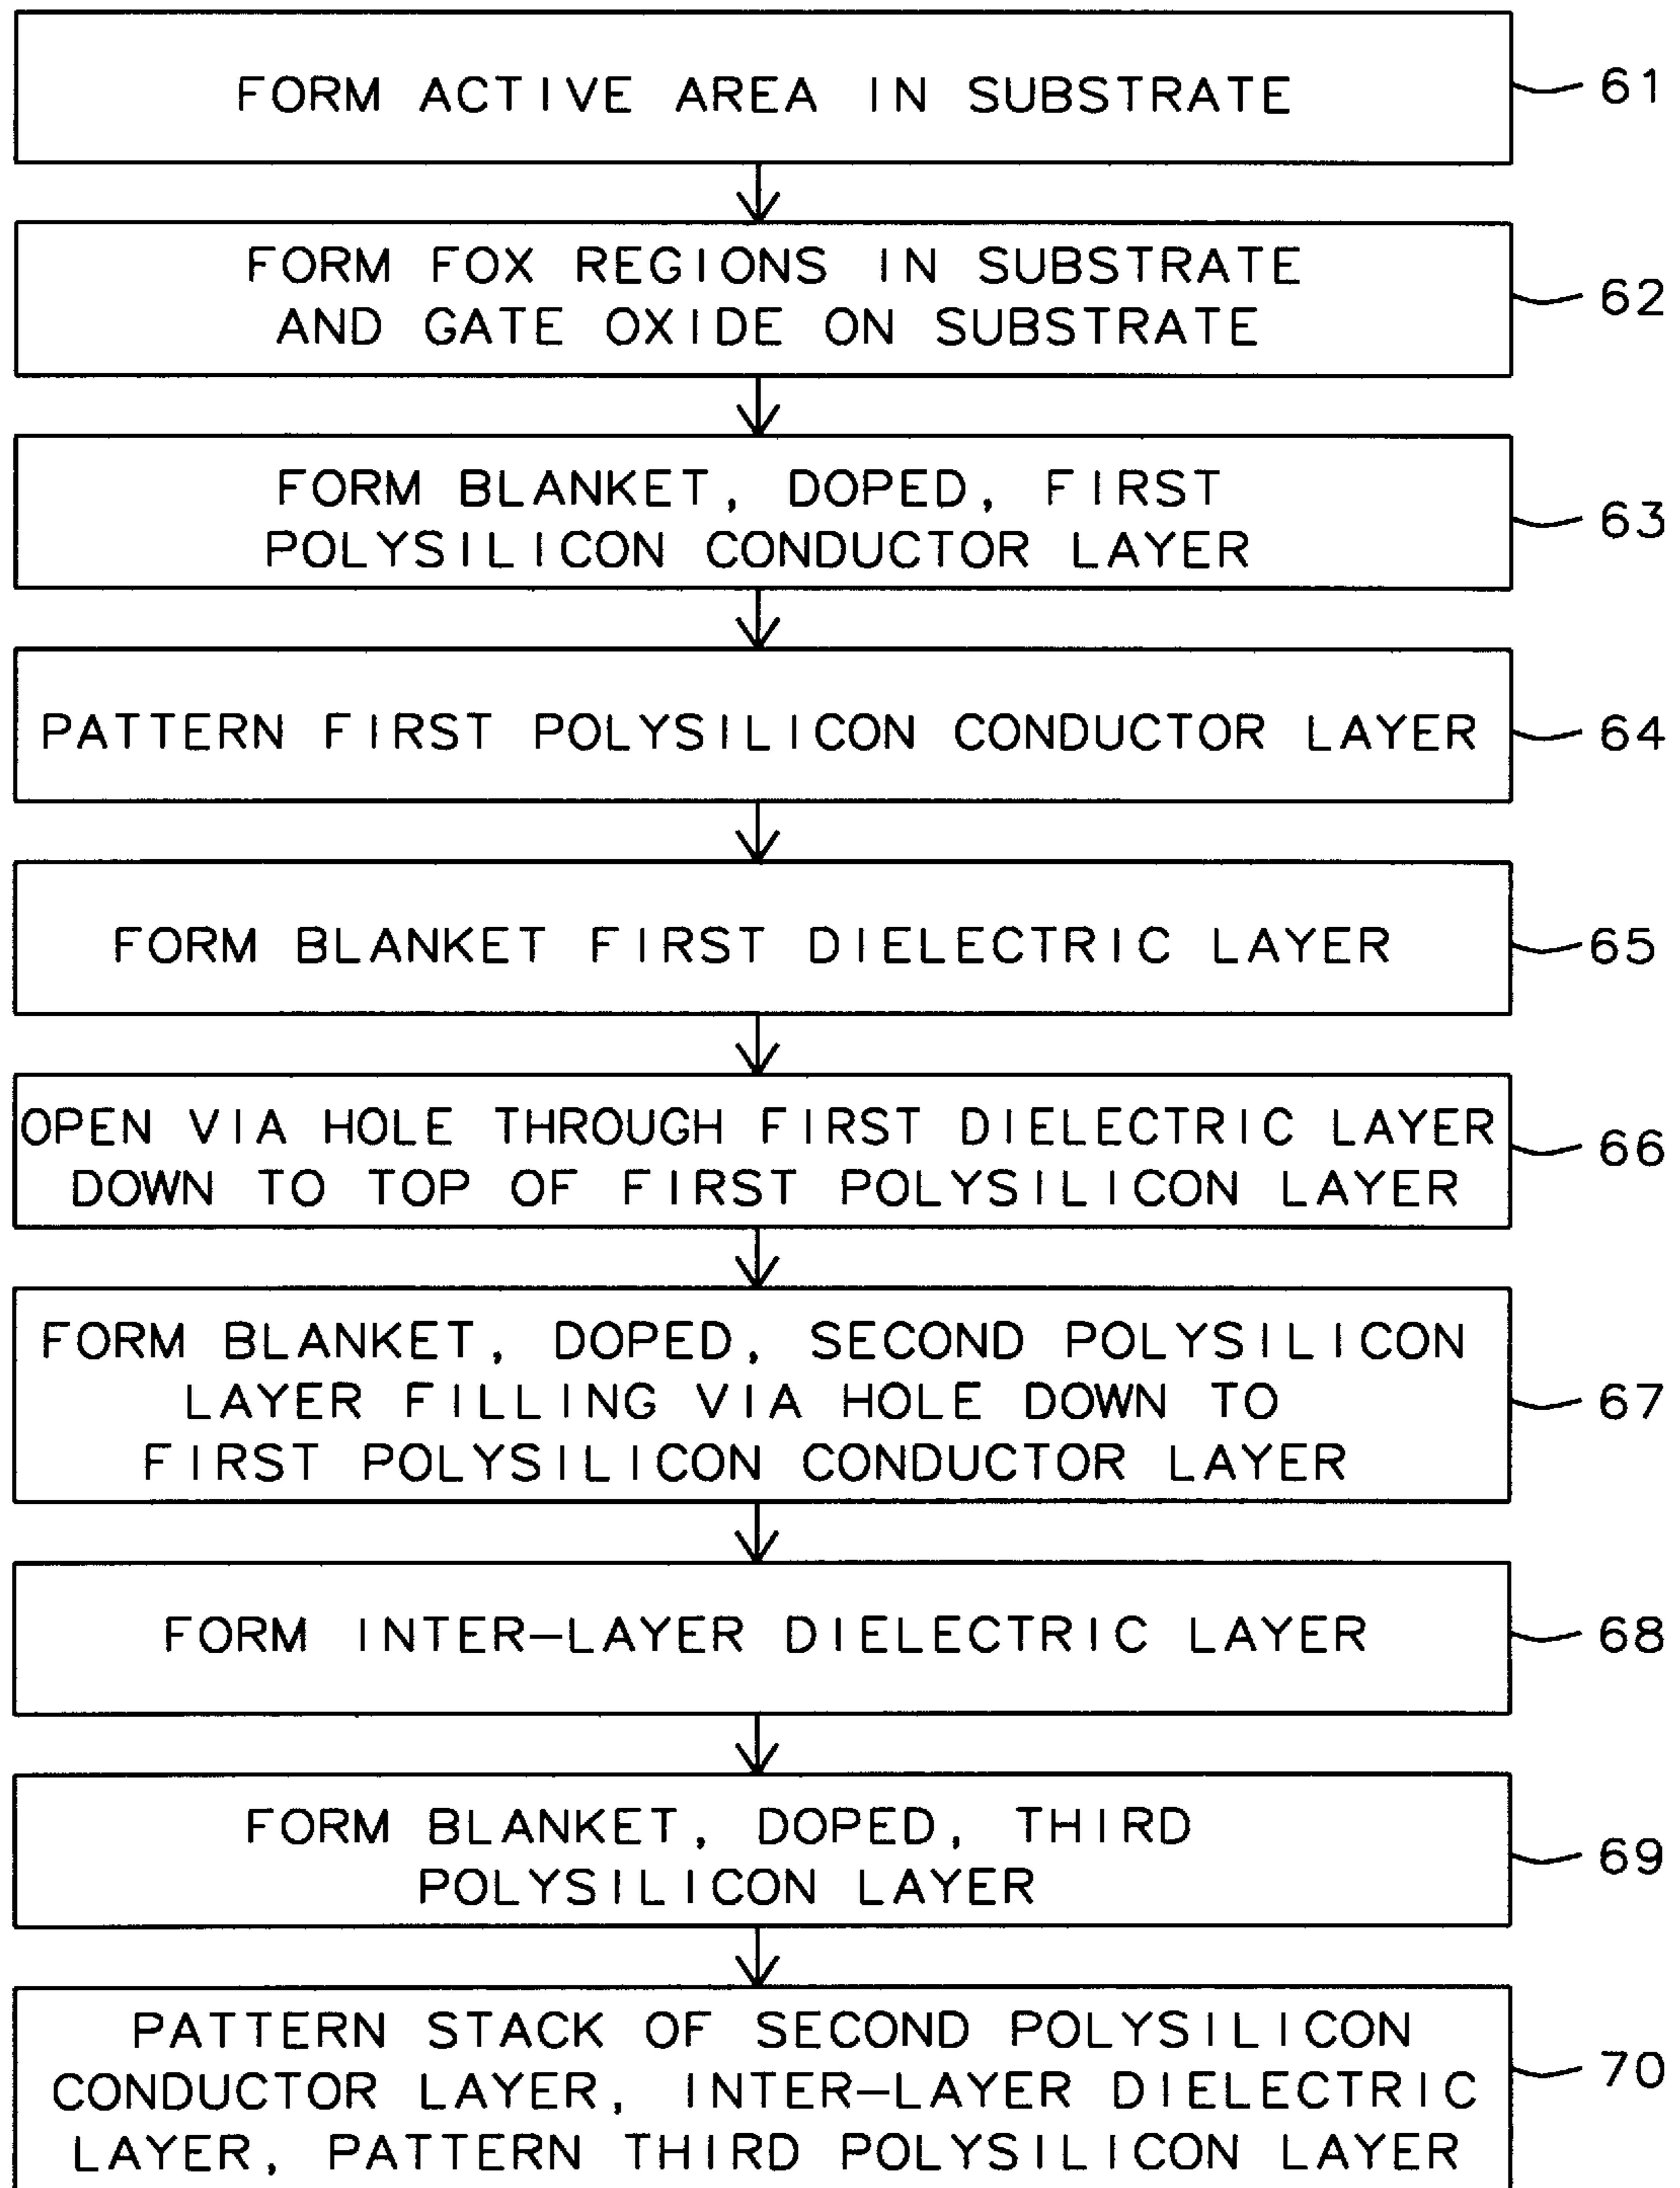 FORM ACTIVE AREA IN SUBSTRATE
61
FORM FOX REGIONS IN SUBSTRATE
AND GATE OXIDE ON SUBSTRATE
62
FORM BLANKET, DOPED, FIRST
POLYSILICON CONDUCTOR LAYER
63
PATTERN FIRST POLYSILICON CONDUCTOR LAYER
64
FORM BLANKET FIRST DIELECTRIC LAYER
65
OPEN VIA HOLE THROUGH FIRST DIELECTRIC LAYER
DOWN TO TOP OF FIRST POLYSILICON LAYER
66
FORM BLANKET, DOPED, SECOND POLYSILICON
LAYER FILLING VIA HOLE DOWN TO
FIRST POLYSILICON CONDUCTOR LAYER
67
FORM INTER-LAYER DIELECTRIC LAYER
68
FORM BLANKET, DOPED, THIRD
POLYSILICON LAYER
69
PATTERN STACK OF SECOND POLYSILICON
CONDUCTOR LAYER, INTER-LAYER DIELECTRIC
LAYER, PATTERN THIRD POLYSILICON LAYER
70